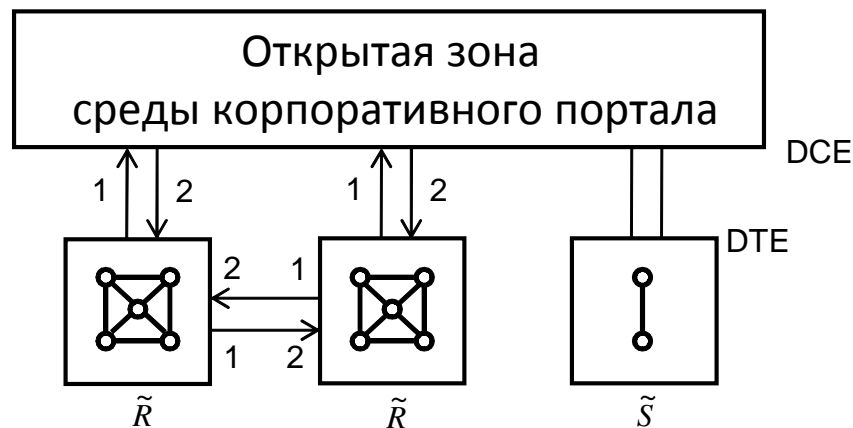 Открытая зона
среды корпоративного портала
DCE
1 2 1 2
DTE
2 1
1 2
R̃ R̃ S̃